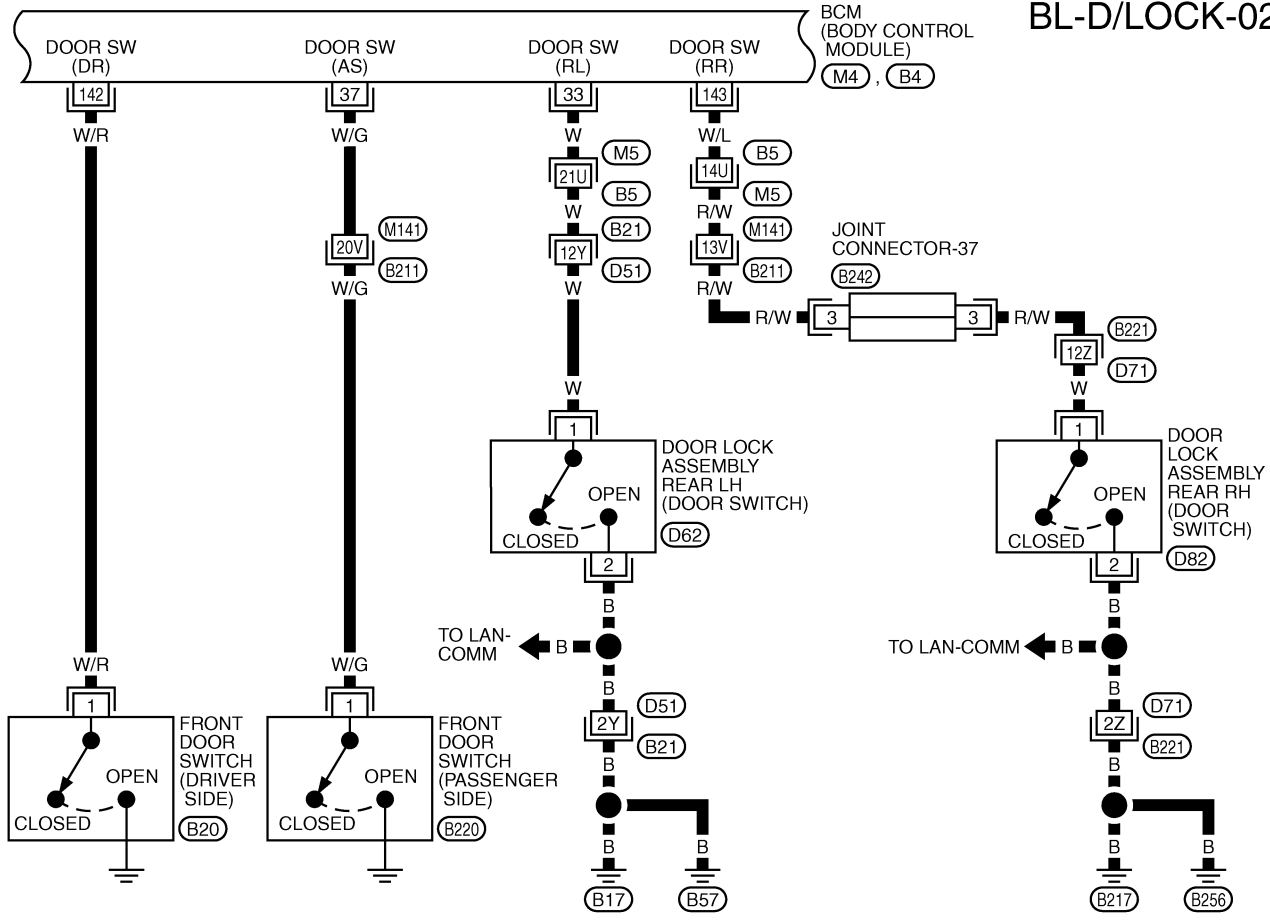 BL-D/LOCK-02
BCM
(BODY CONTROL
MODULE)
M4 , B4
DOOR SW
(DR)
DOOR SW
(AS)
DOOR SW
(RL)
DOOR SW
(RR)
142
37
33
143
W/R
W/G
W
W/L
M5
B5
21U
14U
B5
M5
W
R/W
M141
B21
M141
20V
12Y
13V
B211
D51
B211
W/G
W
R/W
JOINT
CONNECTOR-37
B242
R/W
3
3
R/W
B221
12Z
D71
W
W
1
1
DOOR LOCK
ASSEMBLY
REAR LH
(DOOR SWITCH)
D62
OPEN
CLOSED
2
DOOR
LOCK
ASSEMBLY
REAR RH
(DOOR
SWITCH)
D82
OPEN
CLOSED
2
B
B
TO LAN-
COMM
B
TO LAN-COMM
B
B
B
D51
2Y
B21
D71
2Z
B221
B
B
W/R
W/G
1
1
FRONT
DOOR
SWITCH
(DRIVER
SIDE)
B20
OPEN
CLOSED
FRONT
DOOR
SWITCH
(PASSENGER
SIDE)
B220
OPEN
CLOSED
B
B
B
B
B17
B57
B217
B256